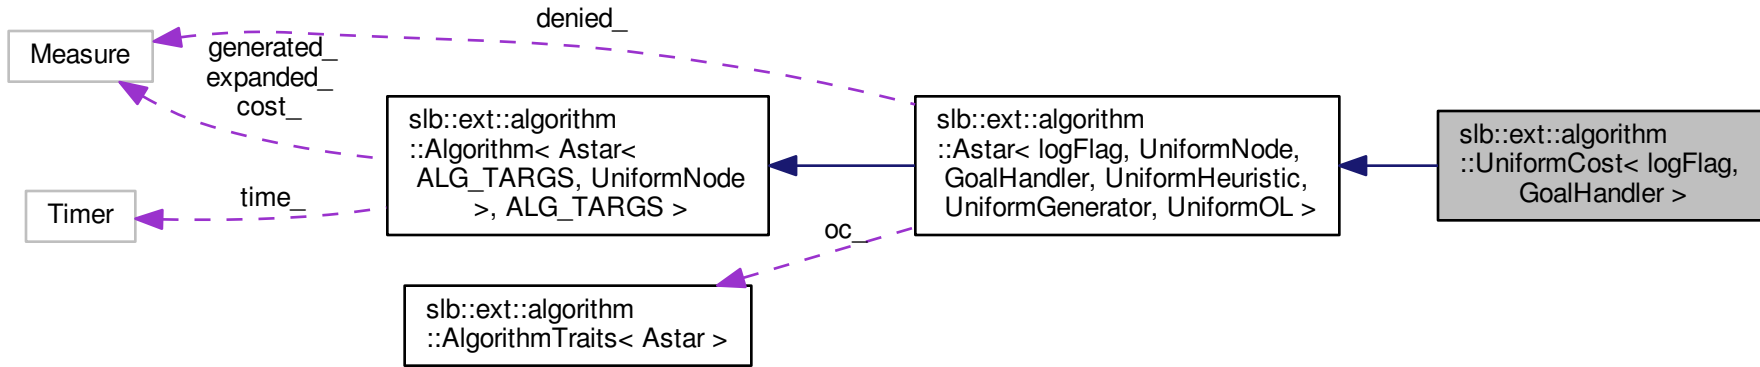 denied_
Measure
generated_
expanded_
cost_
slb::ext::algorithm
::Algorithm< Astar<
ALG_TARGS, UniformNode
>, ALG_TARGS >
slb::ext::algorithm
::Astar< logFlag, UniformNode,
GoalHandler, UniformHeuristic,
UniformGenerator, UniformOL >
slb::ext::algorithm
::UniformCost< logFlag,
GoalHandler >
Timer
time_
oc_
slb::ext::algorithm
::AlgorithmTraits< Astar >